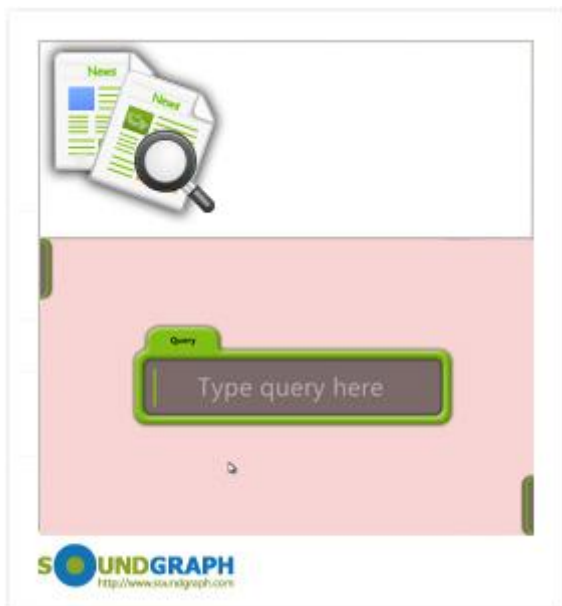 News
News
Query
Type query here
SOUNDGRAPH
http://www.soundgraph.com